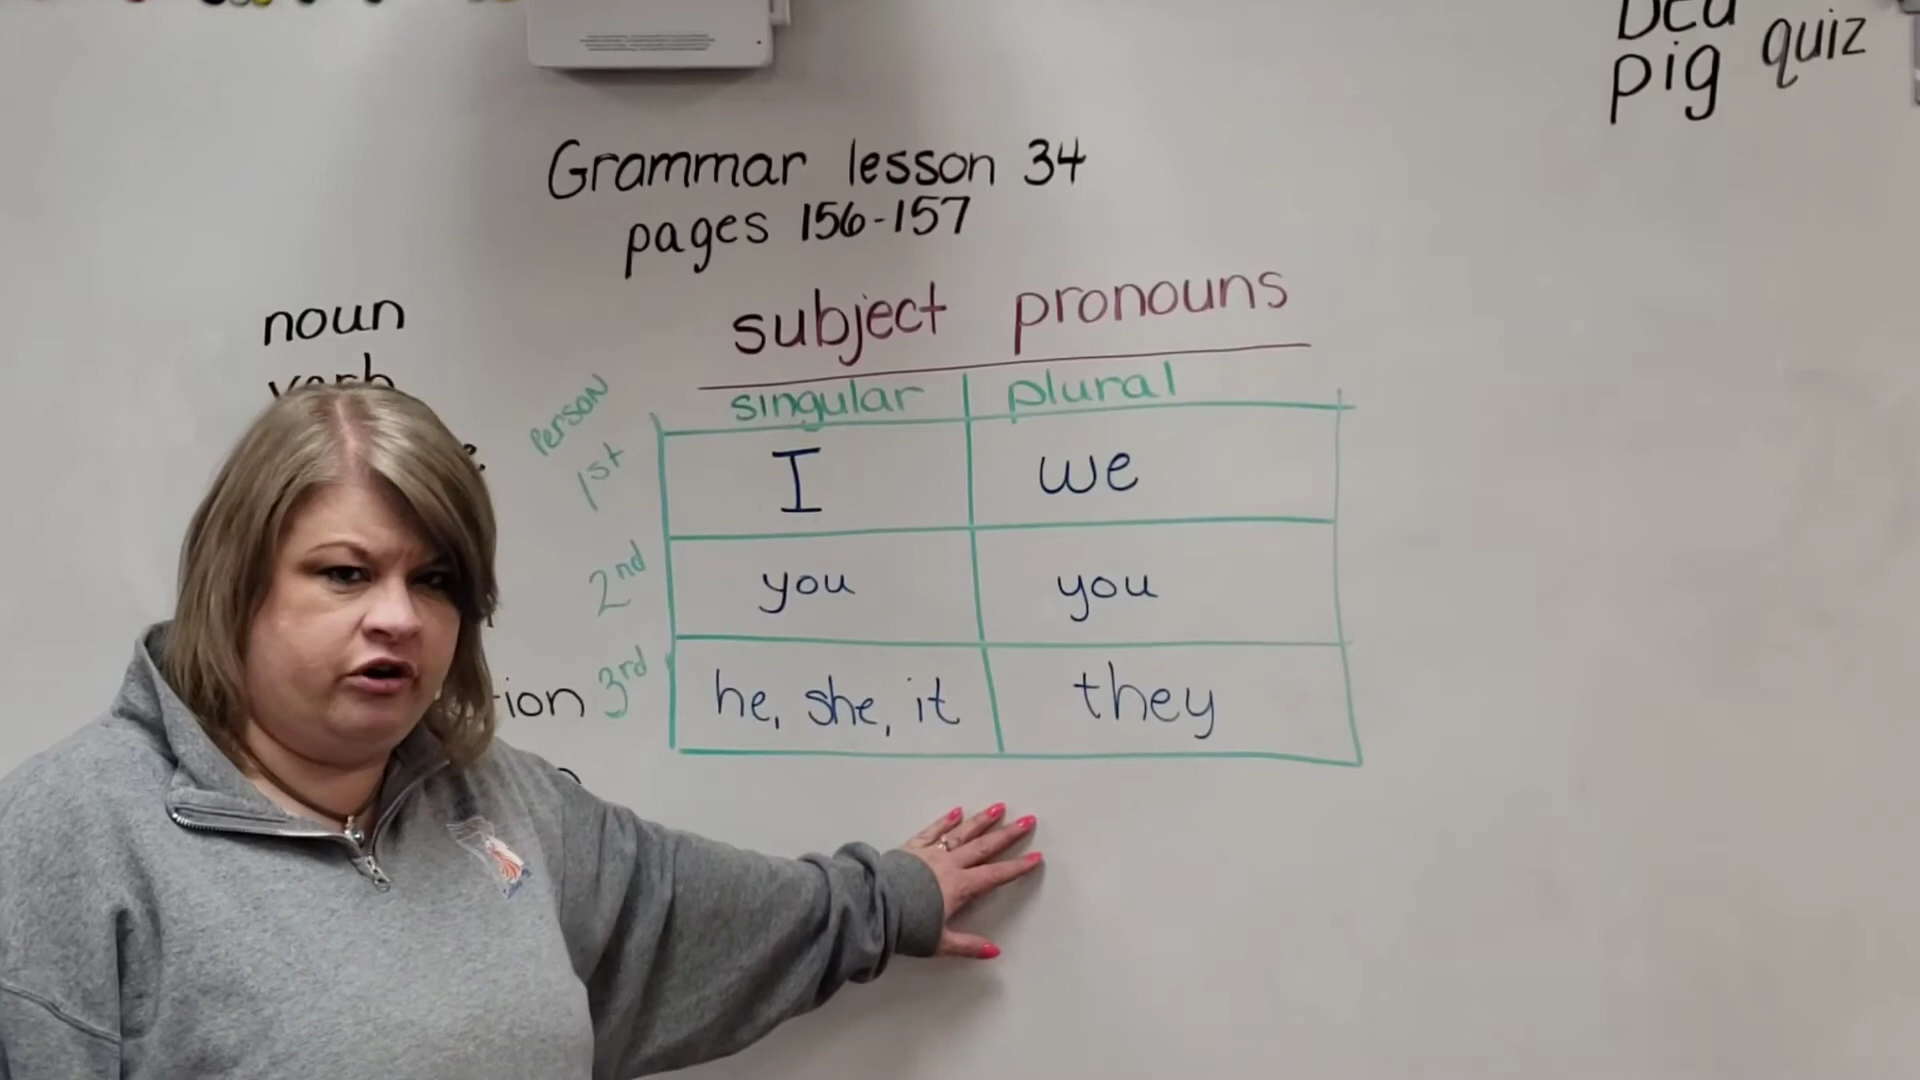 pig quiz
Grammar lesson 34
pages 156-157
noun
verb
subject pronouns
person singular plural
1st I we
2nd you you
3rd he, she, it they